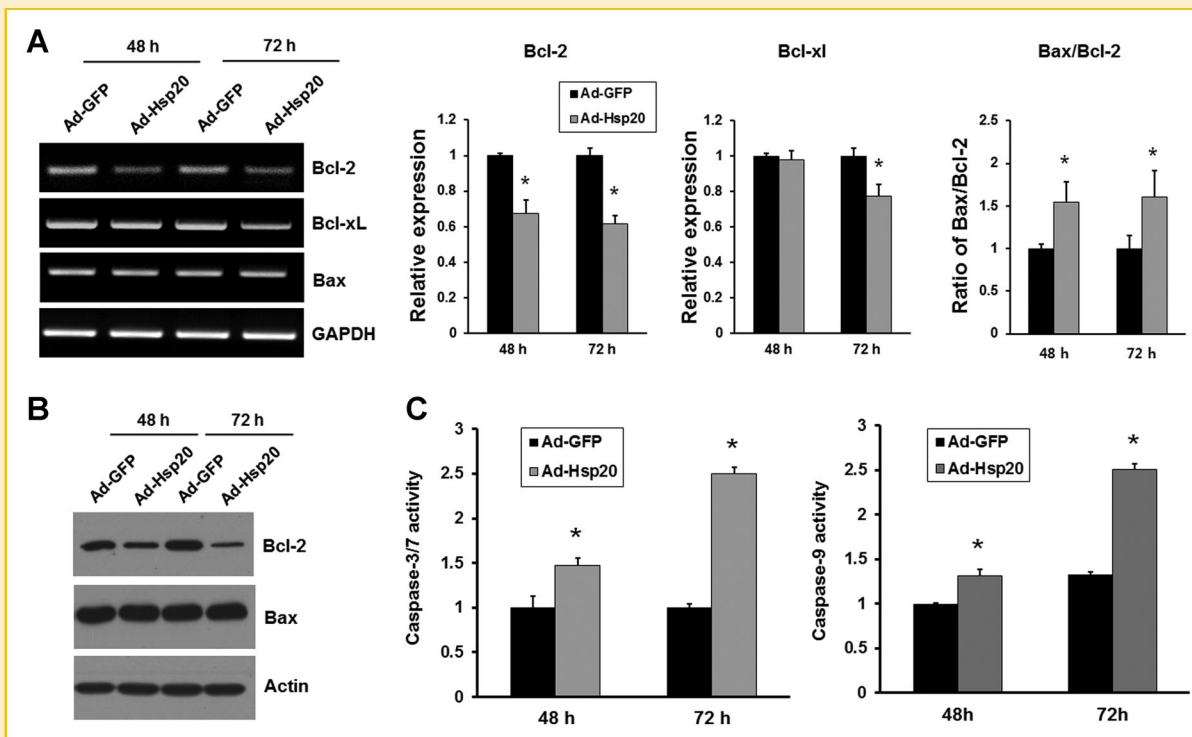 A
48 h
72 h
Ad-GFP
Ad-Hsp20
Ad-GFP
Ad-Hsp20
Bcl-2
Bcl-xL
Bax
GAPDH
Bcl-2
Relative expression
1.2
1
0.8
0.6
0.4
0.2
0
48 h
72 h
Ad-GFP
Ad-Hsp20
*
*
Bcl-xl
Relative expression
1.2
1
0.8
0.6
0.4
0.2
0
48 h
72 h
*
Bax/Bcl-2
Ratio of Bax/Bcl-2
2.5
2
1.5
1
0.5
0
48 h
72 h
*
*
B
48 h
72 h
Ad-GFP
Ad-Hsp20
Ad-GFP
Ad-Hsp20
Bcl-2
Bax
Actin
C
Caspase-3/7 activity
3
2.5
2
1.5
1
0.5
0
48 h
72 h
Ad-GFP
Ad-Hsp20
*
*
Caspase-9 activity
3
2.5
2
1.5
1
0.5
0
48h
72h
Ad-GFP
Ad-Hsp20
*
*